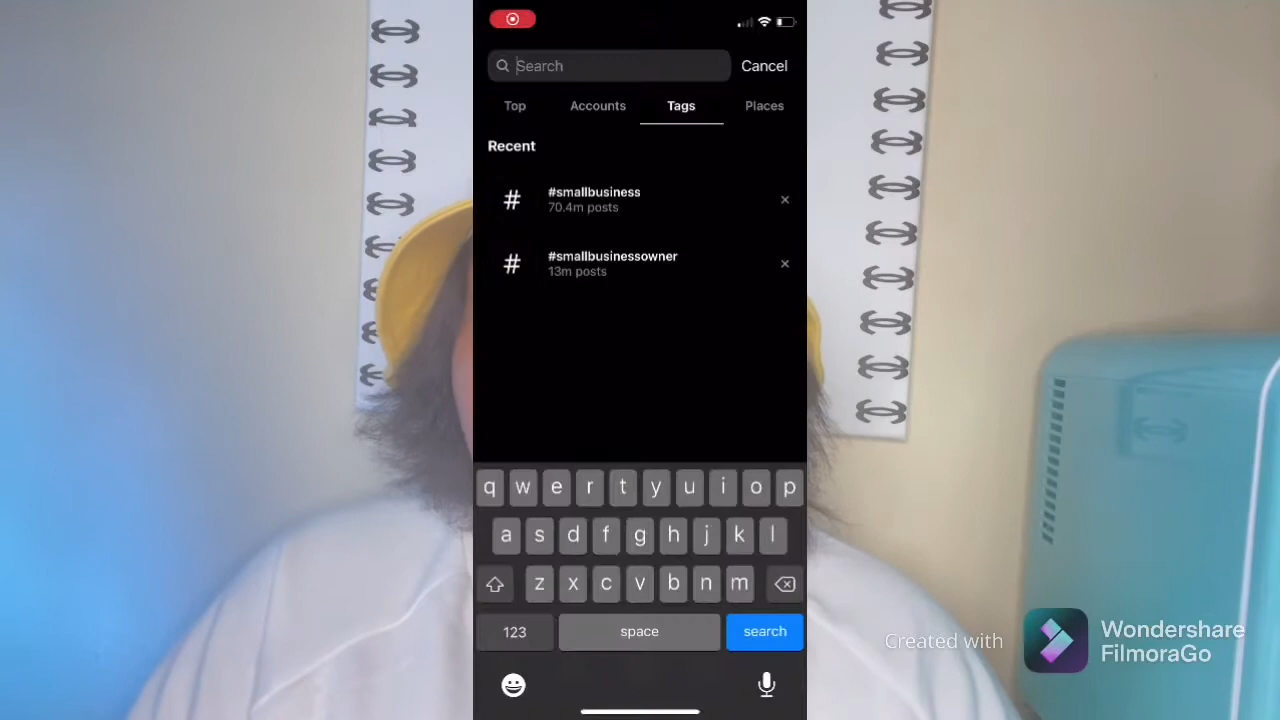 Search
Cancel
Top
Accounts
Tags
Places
Recent
# #smallbusiness
70.4m posts
# #smallbusinessowner
13m posts
q w e r t y u i o p
a s d f g h j k l
z x c v b n m
123
space
search
Created with
Wondershare
FilmoraGo